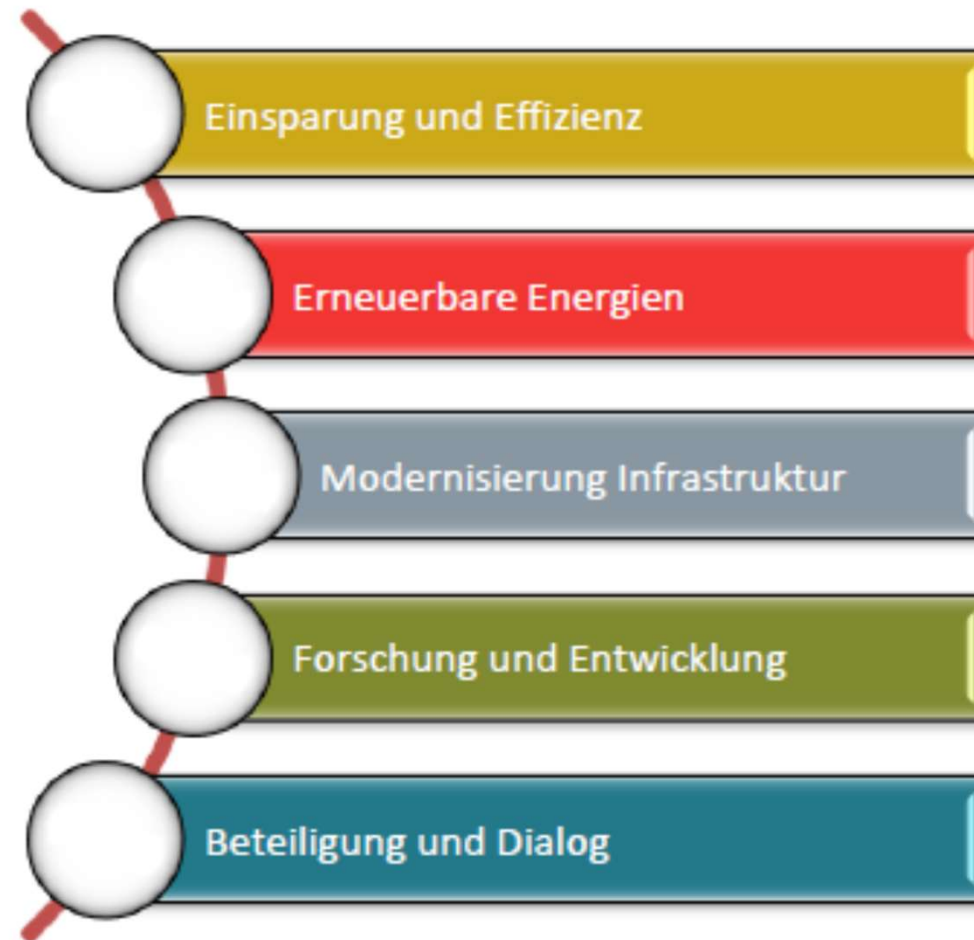 Einsparung und Effizienz
Erneuerbare Energien
Modernisierung Infrastruktur
Forschung und Entwicklung
Beteiligung und Dialog